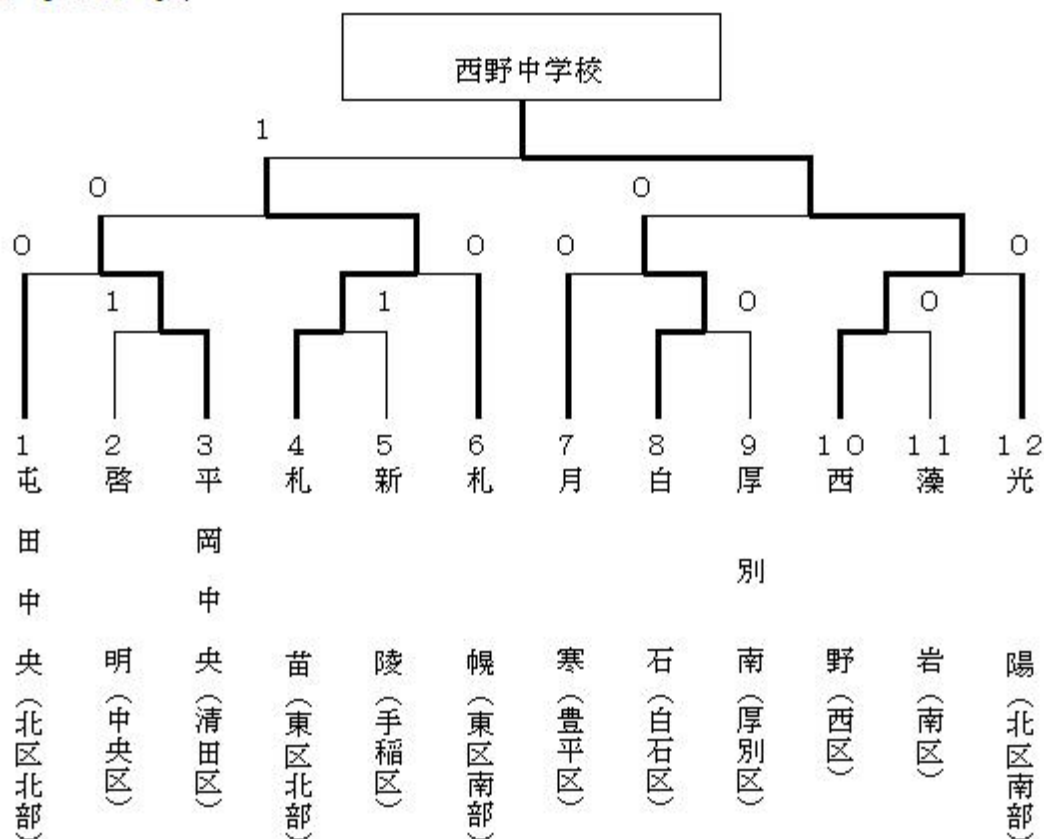 西野中学校
1
0 0
0 0 0 0
1 1 0 0
1 2 3 4 5 6 7 8 9 10 11 12
屯田中央(北区北部)
啓明(中央区)
平岡中央(清田区)
札苗(東区北部)
新陵(手稲区)
札幌(東区南部)
月寒(豊平区)
白石(白石区)
厚別南(厚別区)
西野(西区)
藻岩(南区)
光陽(北区南部)